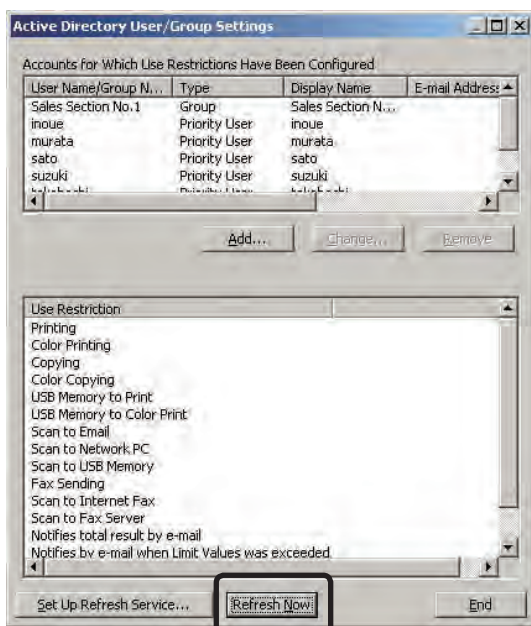 Active Directory User/Group Settings
Accounts for Which Use Restrictions Have Been Configured
User Name/Group N... Type Display Name E-mail Address
Sales Section No.1 Group Sales Section N...
inoue Priority User inoue
murata Priority User murata
sato Priority User sato
suzuki Priority User suzuki
Add... Change... Remove
Use Restriction
Printing
Color Printing
Copying
Color Copying
USB Memory to Print
USB Memory to Color Print
Scan to Email
Scan to Network PC
Scan to USB Memory
Fax Sending
Scan to Internet Fax
Scan to Fax Server
Notifies total result by e-mail
Notifies by e-mail when Limit Values was exceeded
Set Up Refresh Service... Refresh Now End